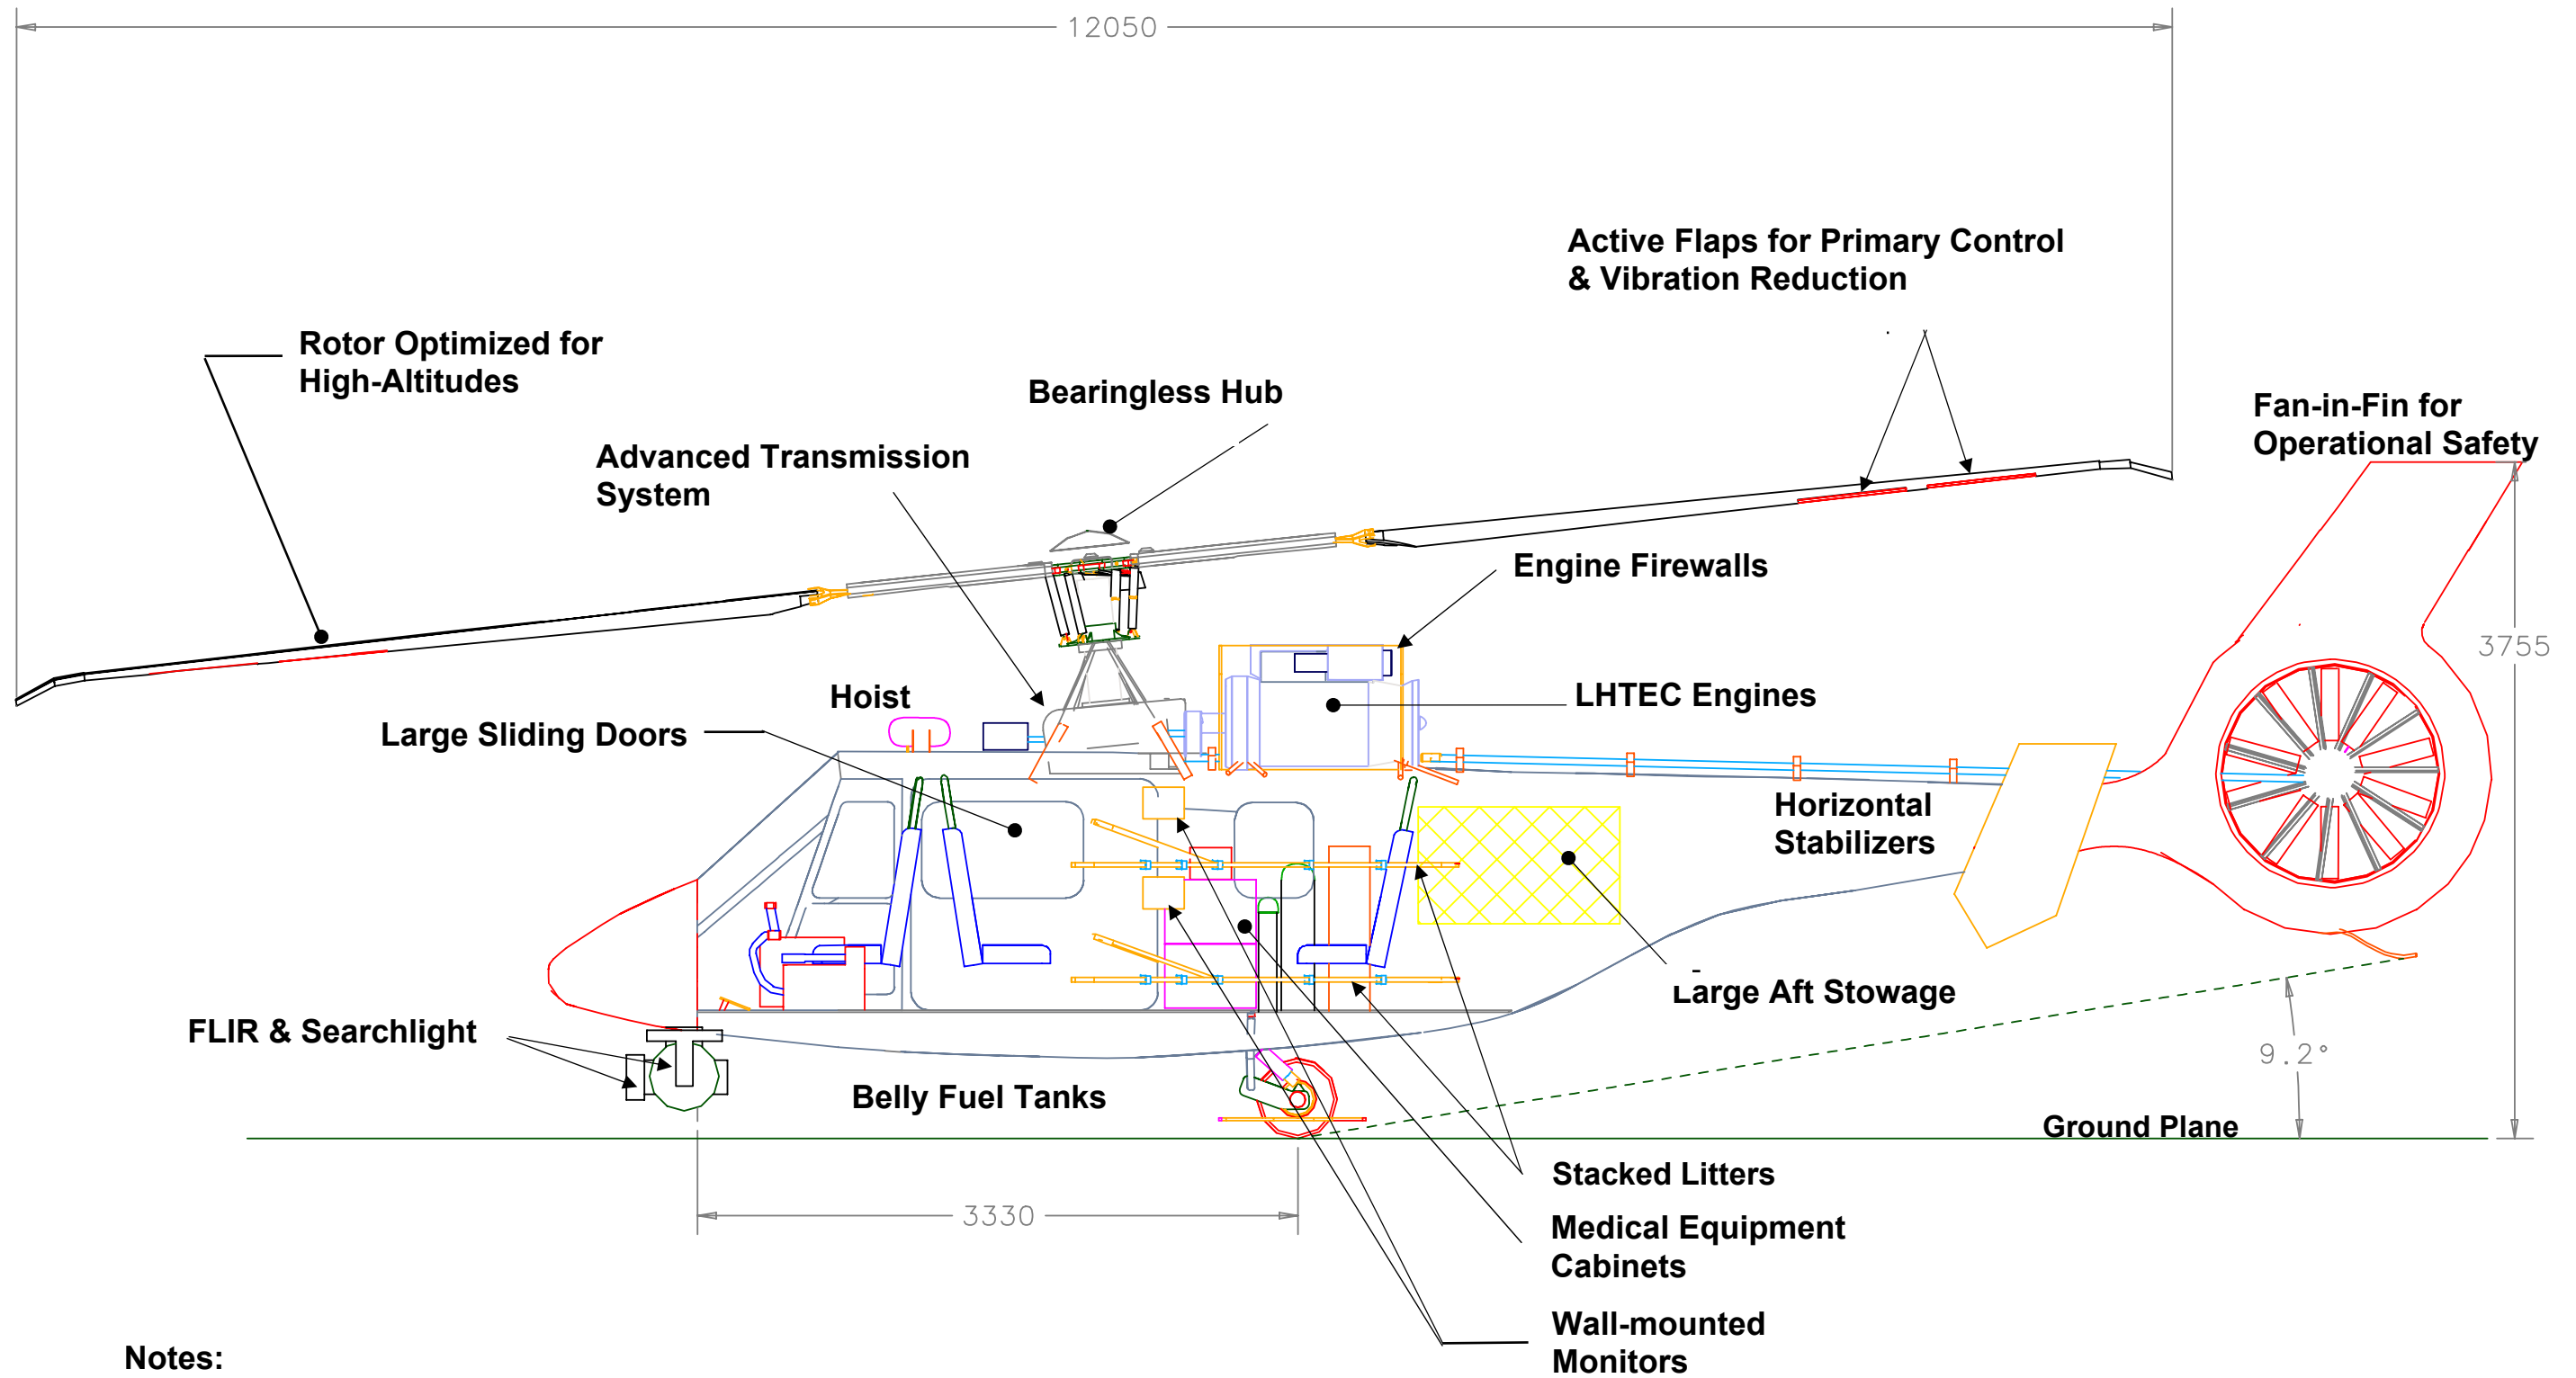 12050
Active Flaps for Primary Control
& Vibration Reduction
Rotor Optimized for
High-Altitudes
Bearingless Hub
Fan-in-Fin for
Operational Safety
Advanced Transmission
System
Engine Firewalls
3755
Hoist
LHTEC Engines
Large Sliding Doors
Horizontal
Stabilizers
Large Aft Stowage
FLIR & Searchlight
9.2°
Belly Fuel Tanks
Ground Plane
Stacked Litters
3330
Medical Equipment
Cabinets
Wall-mounted
Monitors
Notes: